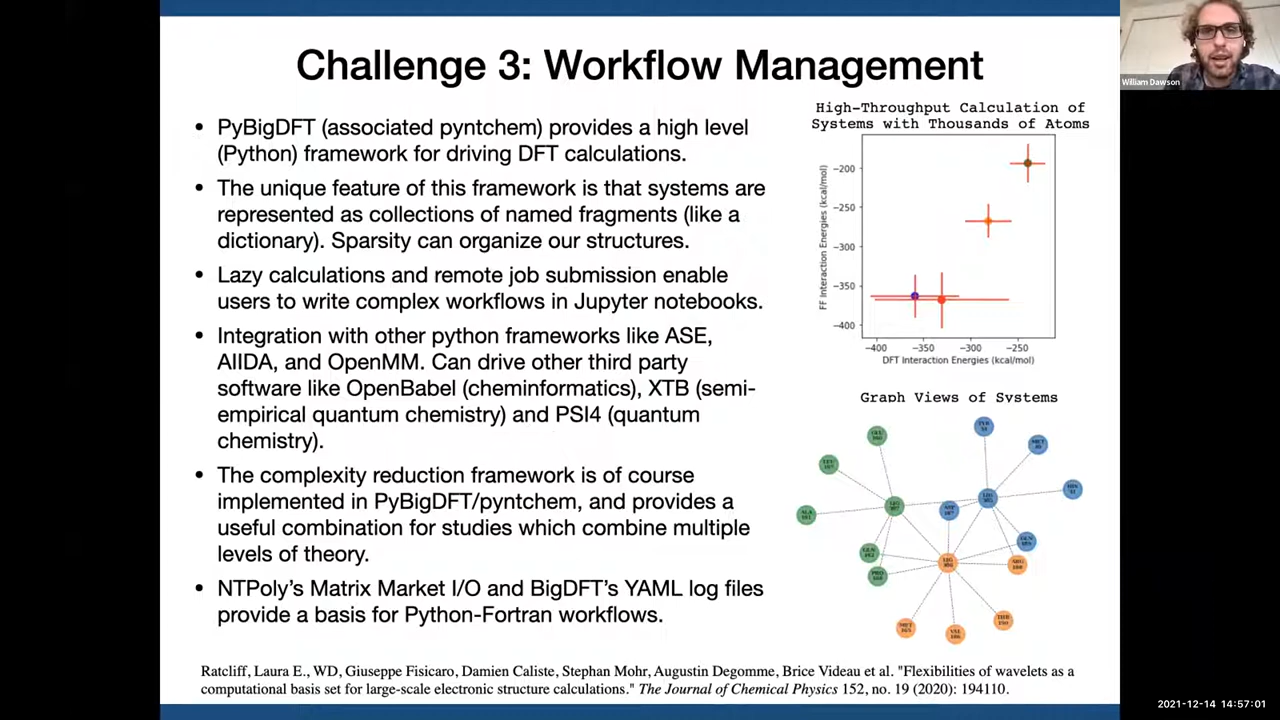 Challenge 3: Workflow Management
• PyBigDFT (associated pyntchem) provides a high level
(Python) framework for driving DFT calculations.
• The unique feature of this framework is that systems are
represented as collections of named fragments (like a
dictionary). Sparsity can organize our structures.
• Lazy calculations and remote job submission enable
users to write complex workflows in Jupyter notebooks.
• Integration with other python frameworks like ASE,
AIIDA, and OpenMM. Can drive other third party
software like OpenBabel (cheminformatics), XTB (semi-
empirical quantum chemistry) and PSI4 (quantum
chemistry).
• The complexity reduction framework is of course
implemented in PyBigDFT/pyntchem, and provides a
useful combination for studies which combine multiple
levels of theory.
• NTPoly's Matrix Market I/O and BigDFT's YAML log files
provide a basis for Python-Fortran workflows.
High-Throughput Calculation of
Systems with Thousands of Atoms
FF Interaction Energies (kcal/mol)
−200
−250
−300
−350
−400
−400 −350 −300 −250
DFT Interaction Energies (kcal/mol)
Graph Views of Systems
Ratcliff, Laura E., WD, Giuseppe Fisicaro, Damien Caliste, Stephan Mohr, Augustin Degomme, Brice Videau et al. "Flexibilities of wavelets as a
computational basis set for large-scale electronic structure calculations." The Journal of Chemical Physics 152, no. 19 (2020): 194110.
William Dawson
2021-12-14 14:57:01